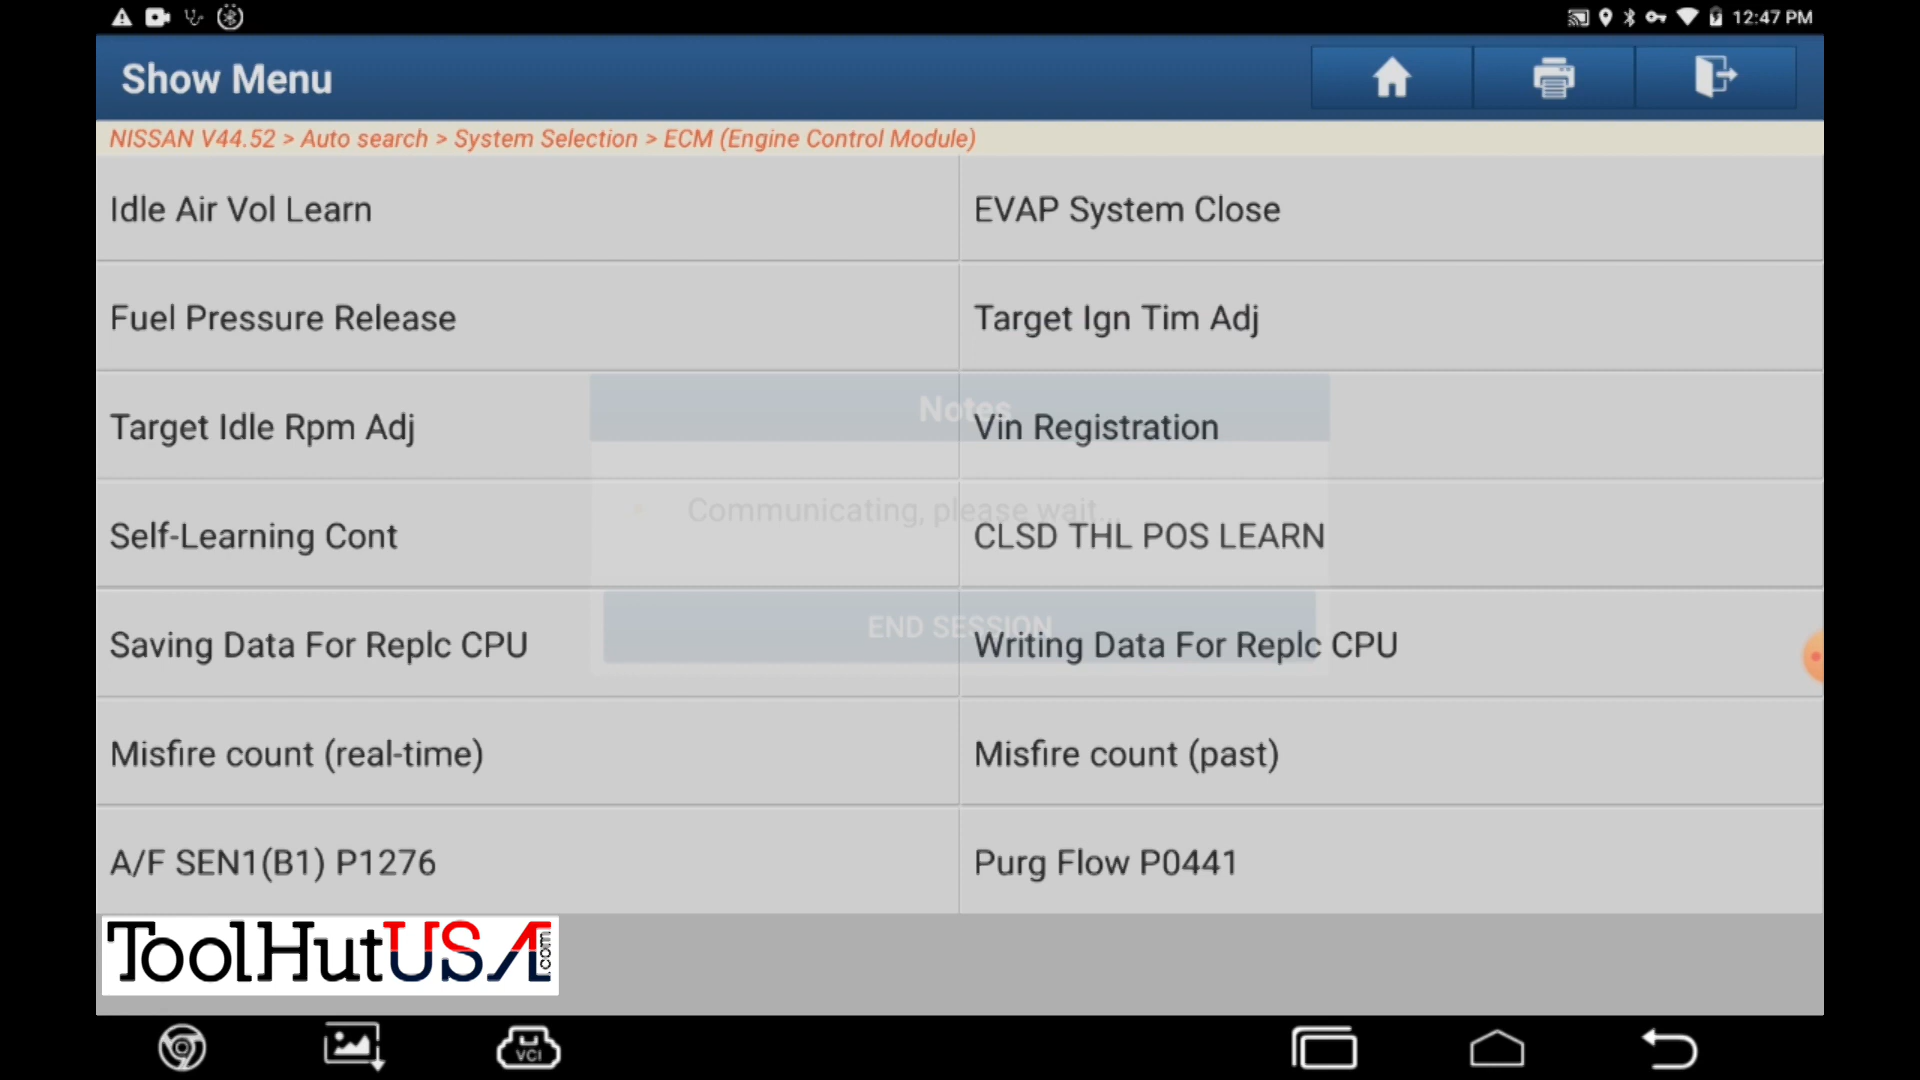 12:47 PM
Show Menu
NISSAN V44.52 > Auto search > System Selection > ECM (Engine Control Module)
Idle Air Vol Learn
EVAP System Close
Fuel Pressure Release
Target Ign Tim Adj
Notes
Target Idle Rpm Adj
Vin Registration
Communicating, please wait...
Self-Learning Cont
CLSD THL POS LEARN
END SESSION
Saving Data For Replc CPU
Writing Data For Replc CPU
Misfire count (real-time)
Misfire count (past)
A/F SEN1(B1) P1276
Purg Flow P0441
ToolHutUSA.com
VCI